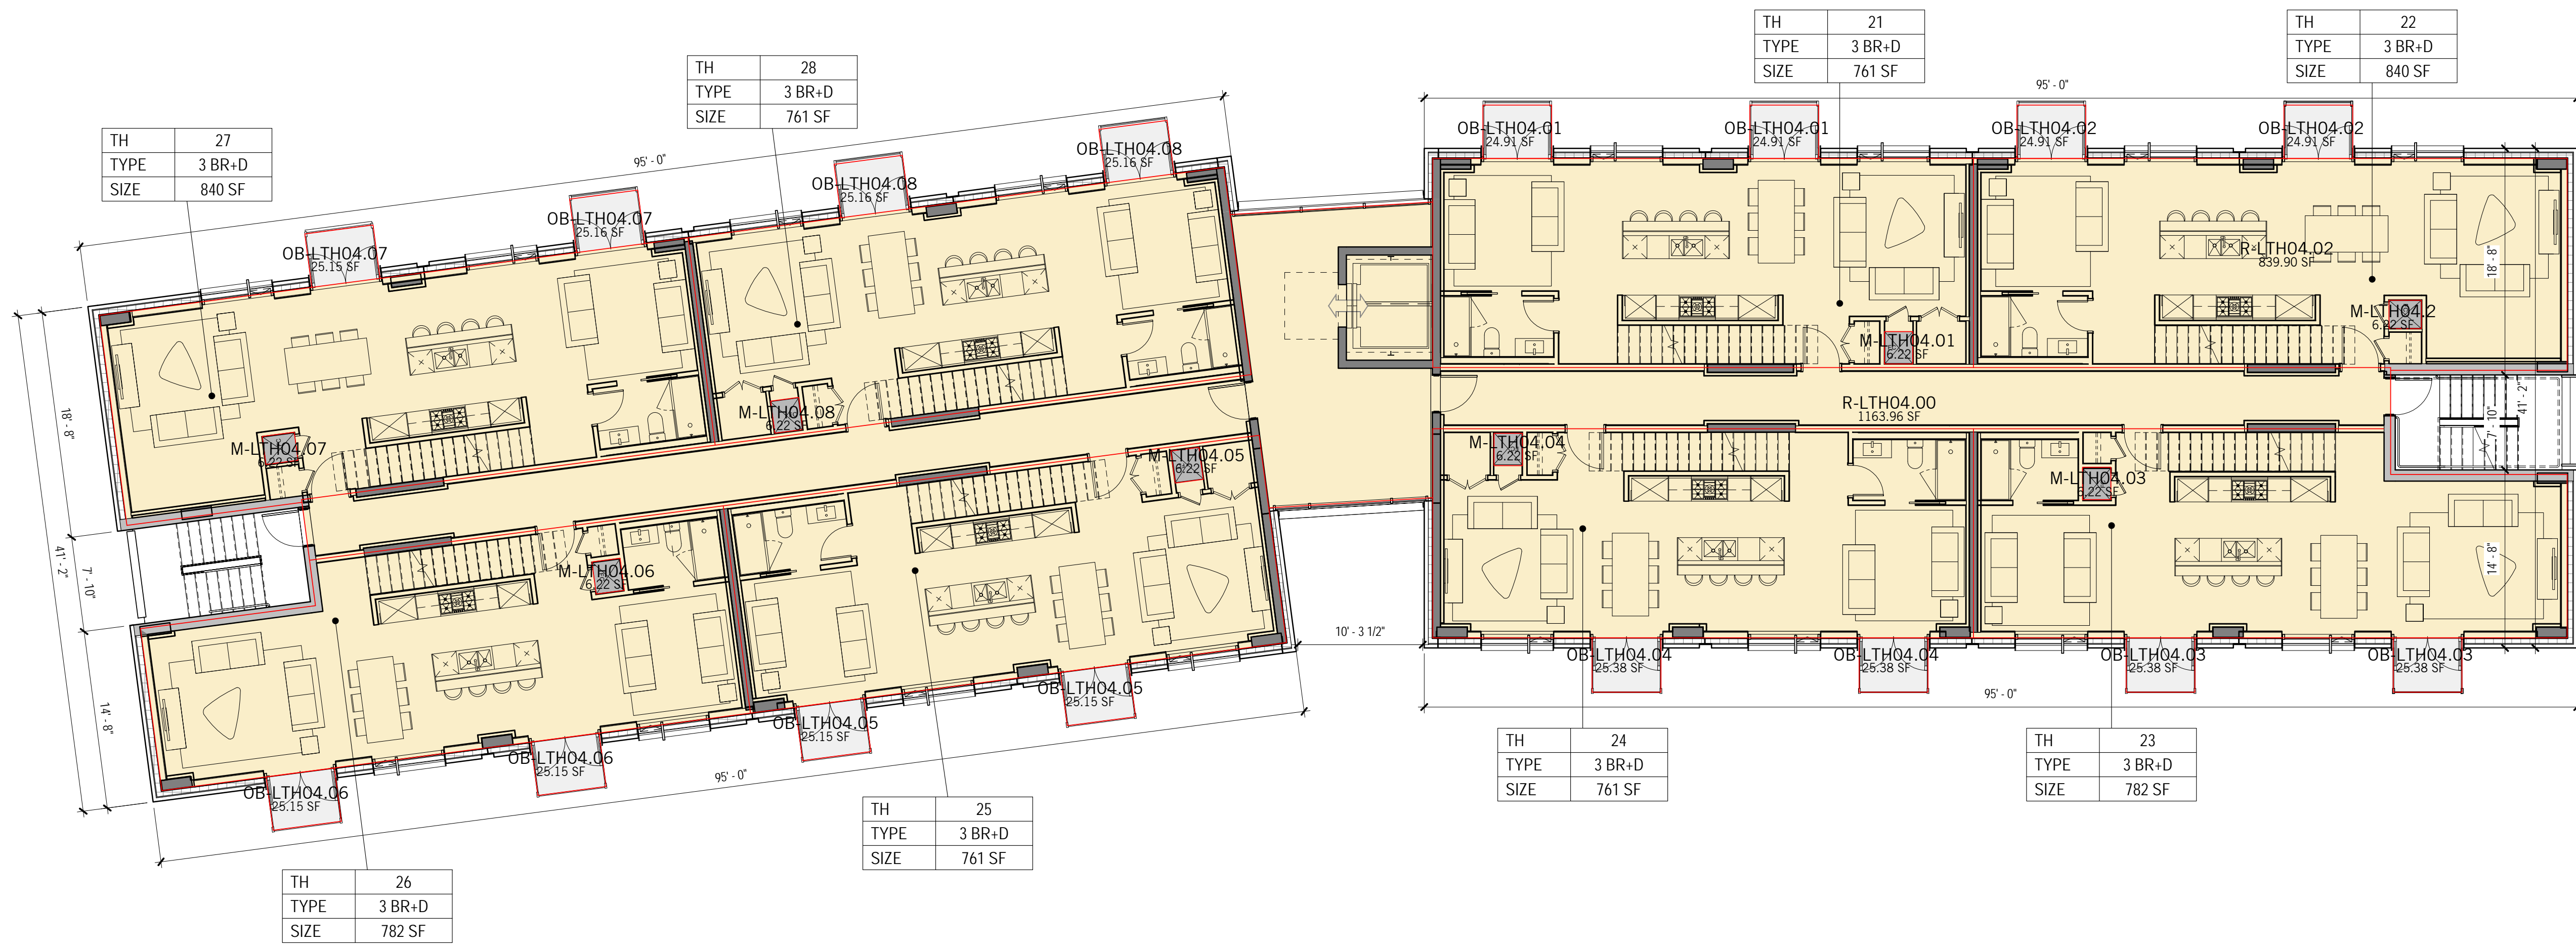 TH 21
TYPE 3 BR+D
SIZE 761 SF
TH 22
TYPE 3 BR+D
SIZE 840 SF
TH 28
TYPE 3 BR+D
SIZE 761 SF
TH 27
TYPE 3 BR+D
SIZE 840 SF
95' - 0"
95' - 0"
OB-LTH04.07
25.15 SF
OB-LTH04.07
25.16 SF
OB-LTH04.08
25.16 SF
OB-LTH04.08
25.16 SF
OB-LTH04.01
24.91 SF
OB-LTH04.01
24.91 SF
OB-LTH04.02
24.91 SF
OB-LTH04.02
24.91 SF
R-LTH04.02
839.90 SF
18' - 8"
M-LTH04.01
6.22 SF
M-LTH04.2
6.22 SF
M-LTH04.07
6.22 SF
M-LTH04.08
6.22 SF
M-LTH04.05
6.22 SF
M-LTH04.06
6.22 SF
R-LTH04.00
1163.96 SF
M-LTH04.04
6.22 SF
M-LTH04.03
6.22 SF
41' - 2"
7' - 10"
14' - 8"
18' - 8"
41' - 2"
7' - 10"
14' - 8"
10' - 3 1/2"
OB-LTH04.04
25.38 SF
OB-LTH04.04
25.38 SF
OB-LTH04.03
25.38 SF
OB-LTH04.03
25.38 SF
OB-LTH04.05
25.15 SF
OB-LTH04.05
25.15 SF
OB-LTH04.06
25.15 SF
OB-LTH04.06
25.15 SF
95' - 0"
95' - 0"
TH 24
TYPE 3 BR+D
SIZE 761 SF
TH 23
TYPE 3 BR+D
SIZE 782 SF
TH 25
TYPE 3 BR+D
SIZE 761 SF
TH 26
TYPE 3 BR+D
SIZE 782 SF